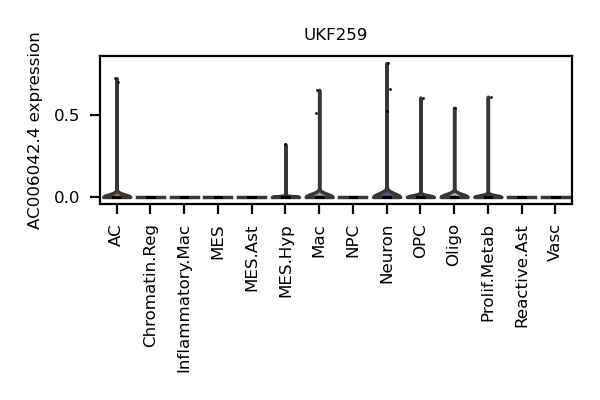 UKF259
AC006042.4 expression
0.5
0.0
AC
Chromatin.Reg
Inflammatory.Mac
MES
MES.Ast
MES.Hyp
Mac
NPC
Neuron
OPC
Oligo
Prolif.Metab
Reactive.Ast
Vasc